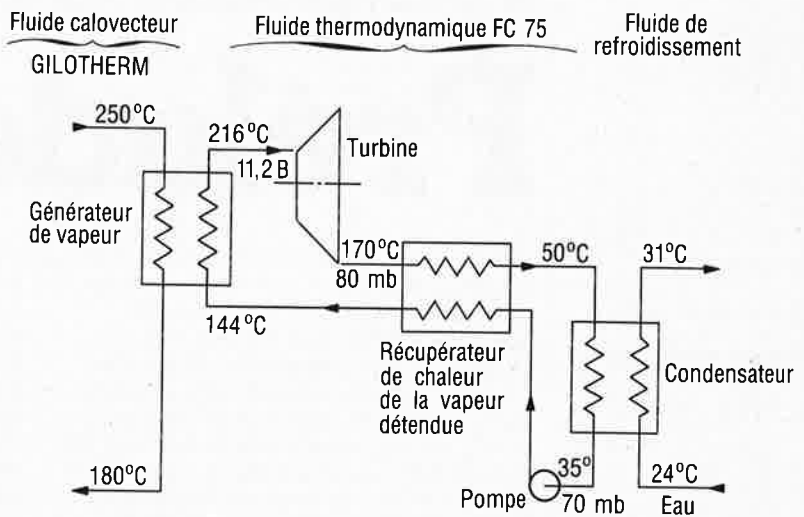 Fluide calovecteur
GILOTHERM
Fluide thermodynamique FC 75
Fluide de
refroidissement
250°C
216°C
11,2 B
Turbine
Générateur
de vapeur
170°C
80 mb
50°C
31°C
144°C
Récupérateur
de chaleur
de la vapeur
détendue
Condensateur
180°C
Pompe
35°
70 mb
24°C
Eau